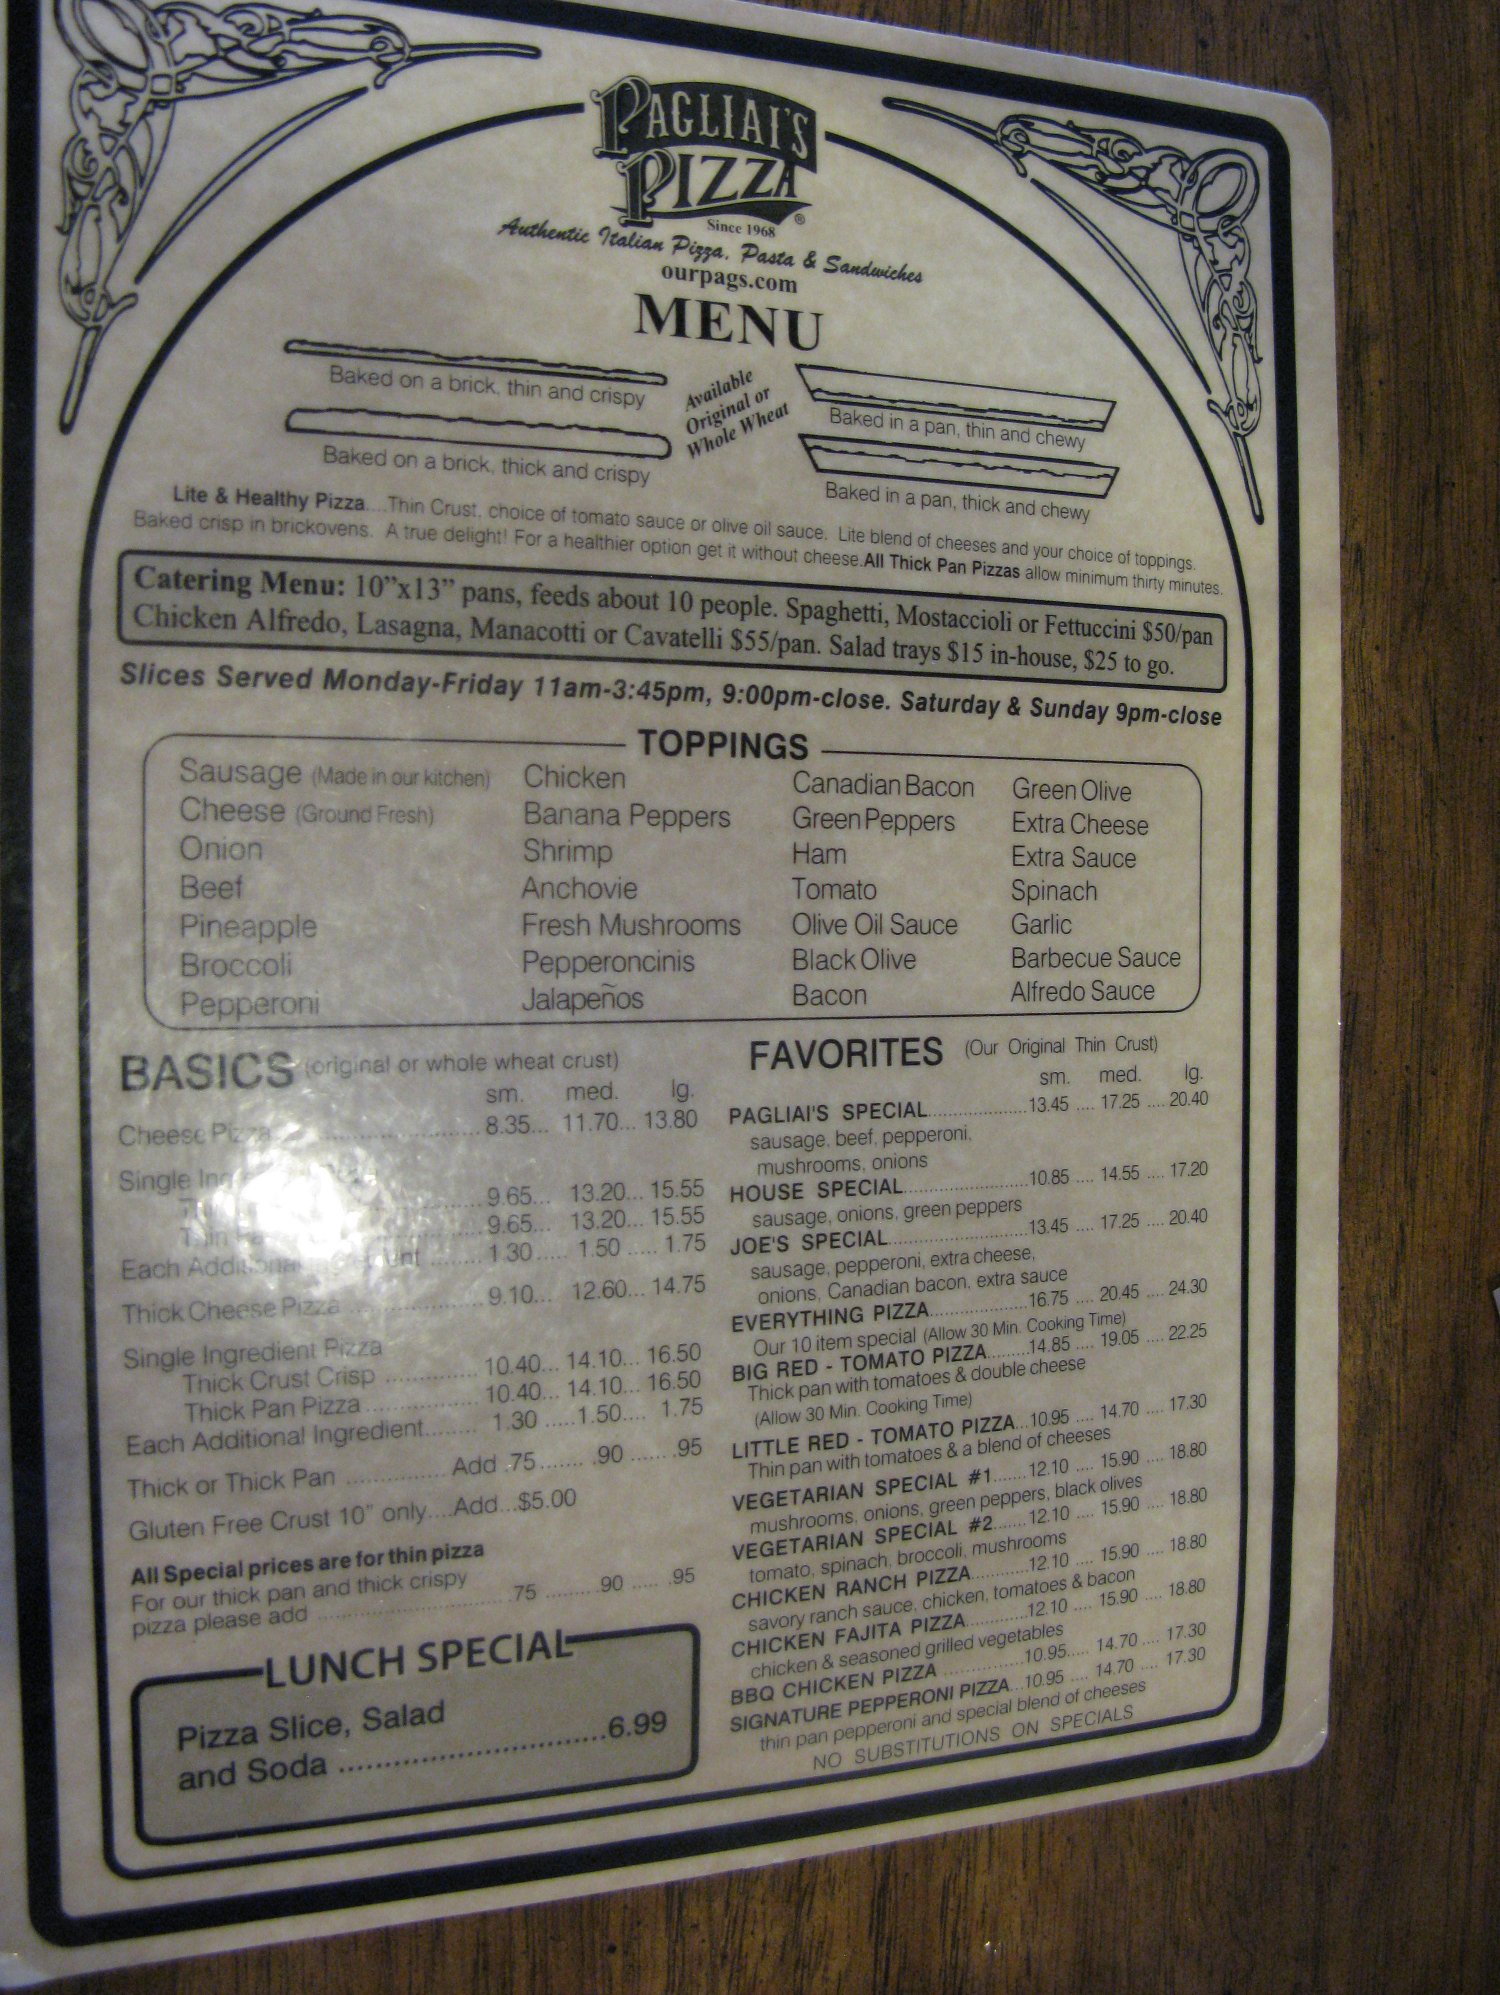 PAGLIAI'S
PIZZA®
Since 1968
Authentic Italian Pizza, Pasta & Sandwiches
ourpags.com
MENU
Baked on a brick, thin and crispy
Baked on a brick, thick and crispy
Available
Original or
Whole Wheat
Baked in a pan, thin and chewy
Baked in a pan, thick and chewy
Lite & Healthy Pizza....Thin Crust, choice of tomato sauce or olive oil sauce. Lite blend of cheeses and your choice of toppings.
Baked crisp in brickovens. A true delight! For a healthier option get it without cheese.All Thick Pan Pizzas allow minimum thirty minutes.
Catering Menu: 10"x13" pans, feeds about 10 people. Spaghetti, Mostaccioli or Fettuccini $50/pan
Chicken Alfredo, Lasagna, Manacotti or Cavatelli $55/pan. Salad trays $15 in-house, $25 to go.
Slices Served Monday-Friday 11am-3:45pm, 9:00pm-close. Saturday & Sunday 9pm-close
TOPPINGS
Sausage (Made in our kitchen)
Cheese (Ground Fresh)
Onion
Beef
Pineapple
Broccoli
Pepperoni
Chicken
Banana Peppers
Shrimp
Anchovie
Fresh Mushrooms
Pepperoncinis
Jalapeños
Canadian Bacon
Green Peppers
Ham
Tomato
Olive Oil Sauce
Black Olive
Bacon
Green Olive
Extra Cheese
Extra Sauce
Spinach
Garlic
Barbecue Sauce
Alfredo Sauce
BASICS (original or whole wheat crust)
sm. med. lg.
Cheese Pizza 8.35... 11.70... 13.80
Single
9.65... 13.20... 15.55
Thin 9.65... 13.20... 15.55
Each Additional Ingredient ........ 1.30 ..... 1.50 ..... 1.75
Thick Cheese Pizza .................. 9.10... 12.60... 14.75
Single Ingredient Pizza
Thick Crust Crisp .............. 10.40... 14.10... 16.50
Thick Pan Pizza ................. 10.40... 14.10... 16.50
Each Additional Ingredient........ 1.30 .....1.50.... 1.75
Thick or Thick Pan .............. Add .75....... .90 ....... .95
Gluten Free Crust 10" only....Add...$5.00
All Special prices are for thin pizza
For our thick pan and thick crispy
pizza please add ........................... .75 ......... .90 ...... .95
LUNCH SPECIAL
Pizza Slice, Salad
and Soda .............................6.99
FAVORITES (Our Original Thin Crust)
sm. med. lg.
PAGLIAI'S SPECIAL....................13.45 .... 17.25 .... 20.40
sausage, beef, pepperoni,
mushrooms, onions
HOUSE SPECIAL.........................10.85 .... 14.55 .... 17.20
sausage, onions, green peppers
JOE'S SPECIAL...........................13.45 .... 17.25 .... 20.40
sausage, pepperoni, extra cheese,
onions, Canadian bacon, extra sauce
EVERYTHING PIZZA...................16.75 .... 20.45 .... 24.30
Our 10 item special (Allow 30 Min. Cooking Time)
BIG RED - TOMATO PIZZA.........14.85 .... 19.05 .... 22.25
Thick pan with tomatoes & double cheese
(Allow 30 Min. Cooking Time)
LITTLE RED - TOMATO PIZZA...10.95 .... 14.70 .... 17.30
Thin pan with tomatoes & a blend of cheeses
VEGETARIAN SPECIAL #1.......12.10 .... 15.90 .... 18.80
mushrooms, onions, green peppers, black olives
VEGETARIAN SPECIAL #2.......12.10 .... 15.90 .... 18.80
tomato, spinach, broccoli, mushrooms
CHICKEN RANCH PIZZA............12.10 .... 15.90 .... 18.80
savory ranch sauce, chicken, tomatoes & bacon
CHICKEN FAJITA PIZZA.............12.10 .... 15.90 .... 18.80
chicken & seasoned grilled vegetables
BBQ CHICKEN PIZZA ................10.95..... 14.70 .... 17.30
SIGNATURE PEPPERONI PIZZA...10.95 .... 14.70 .... 17.30
thin pan pepperoni and special blend of cheeses
NO SUBSTITUTIONS ON SPECIALS